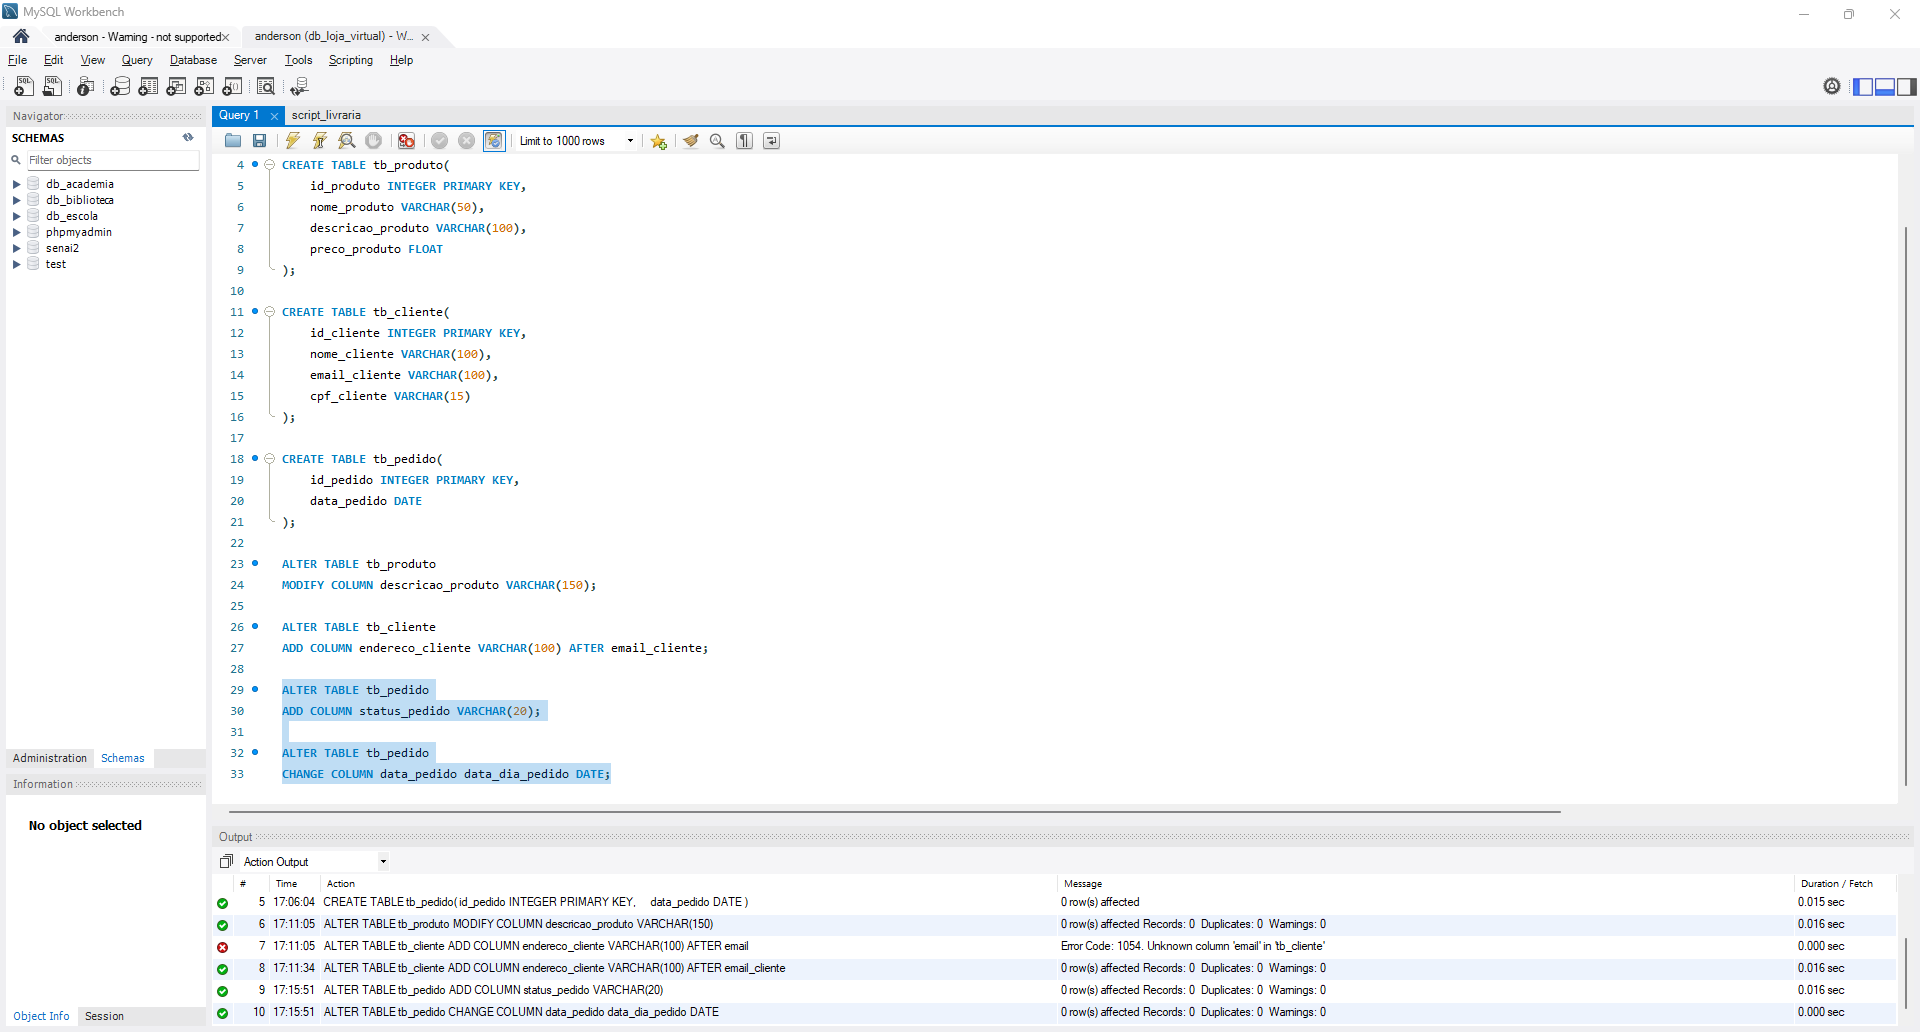 MySQL Workbench
anderson - Warning - not supported
anderson (db_loja_virtual) - W...
File Edit View Query Database Server Tools Scripting Help
Navigator
SCHEMAS
Filter objects
db_academia
db_biblioteca
db_escola
phpmyadmin
senai2
test
Administration Schemas
Information
No object selected
Object Info Session
Query 1 script_livraria
Limit to 1000 rows
4 CREATE TABLE tb_produto(
5 id_produto INTEGER PRIMARY KEY,
6 nome_produto VARCHAR(50),
7 descricao_produto VARCHAR(100),
8 preco_produto FLOAT
9 );
10
11 CREATE TABLE tb_cliente(
12 id_cliente INTEGER PRIMARY KEY,
13 nome_cliente VARCHAR(100),
14 email_cliente VARCHAR(100),
15 cpf_cliente VARCHAR(15)
16 );
17
18 CREATE TABLE tb_pedido(
19 id_pedido INTEGER PRIMARY KEY,
20 data_pedido DATE
21 );
22
23 ALTER TABLE tb_produto
24 MODIFY COLUMN descricao_produto VARCHAR(150);
25
26 ALTER TABLE tb_cliente
27 ADD COLUMN endereco_cliente VARCHAR(100) AFTER email_cliente;
28
29 ALTER TABLE tb_pedido
30 ADD COLUMN status_pedido VARCHAR(20);
31
32 ALTER TABLE tb_pedido
33 CHANGE COLUMN data_pedido data_dia_pedido DATE;
Output
Action Output
# Time Action Message Duration / Fetch
5 17:06:04 CREATE TABLE tb_pedido( id_pedido INTEGER PRIMARY KEY, data_pedido DATE ) 0 row(s) affected 0.015 sec
6 17:11:05 ALTER TABLE tb_produto MODIFY COLUMN descricao_produto VARCHAR(150) 0 row(s) affected Records: 0 Duplicates: 0 Warnings: 0 0.016 sec
7 17:11:05 ALTER TABLE tb_cliente ADD COLUMN endereco_cliente VARCHAR(100) AFTER email Error Code: 1054. Unknown column 'email' in 'tb_cliente' 0.000 sec
8 17:11:34 ALTER TABLE tb_cliente ADD COLUMN endereco_cliente VARCHAR(100) AFTER email_cliente 0 row(s) affected Records: 0 Duplicates: 0 Warnings: 0 0.016 sec
9 17:15:51 ALTER TABLE tb_pedido ADD COLUMN status_pedido VARCHAR(20) 0 row(s) affected Records: 0 Duplicates: 0 Warnings: 0 0.016 sec
10 17:15:51 ALTER TABLE tb_pedido CHANGE COLUMN data_pedido data_dia_pedido DATE 0 row(s) affected Records: 0 Duplicates: 0 Warnings: 0 0.000 sec